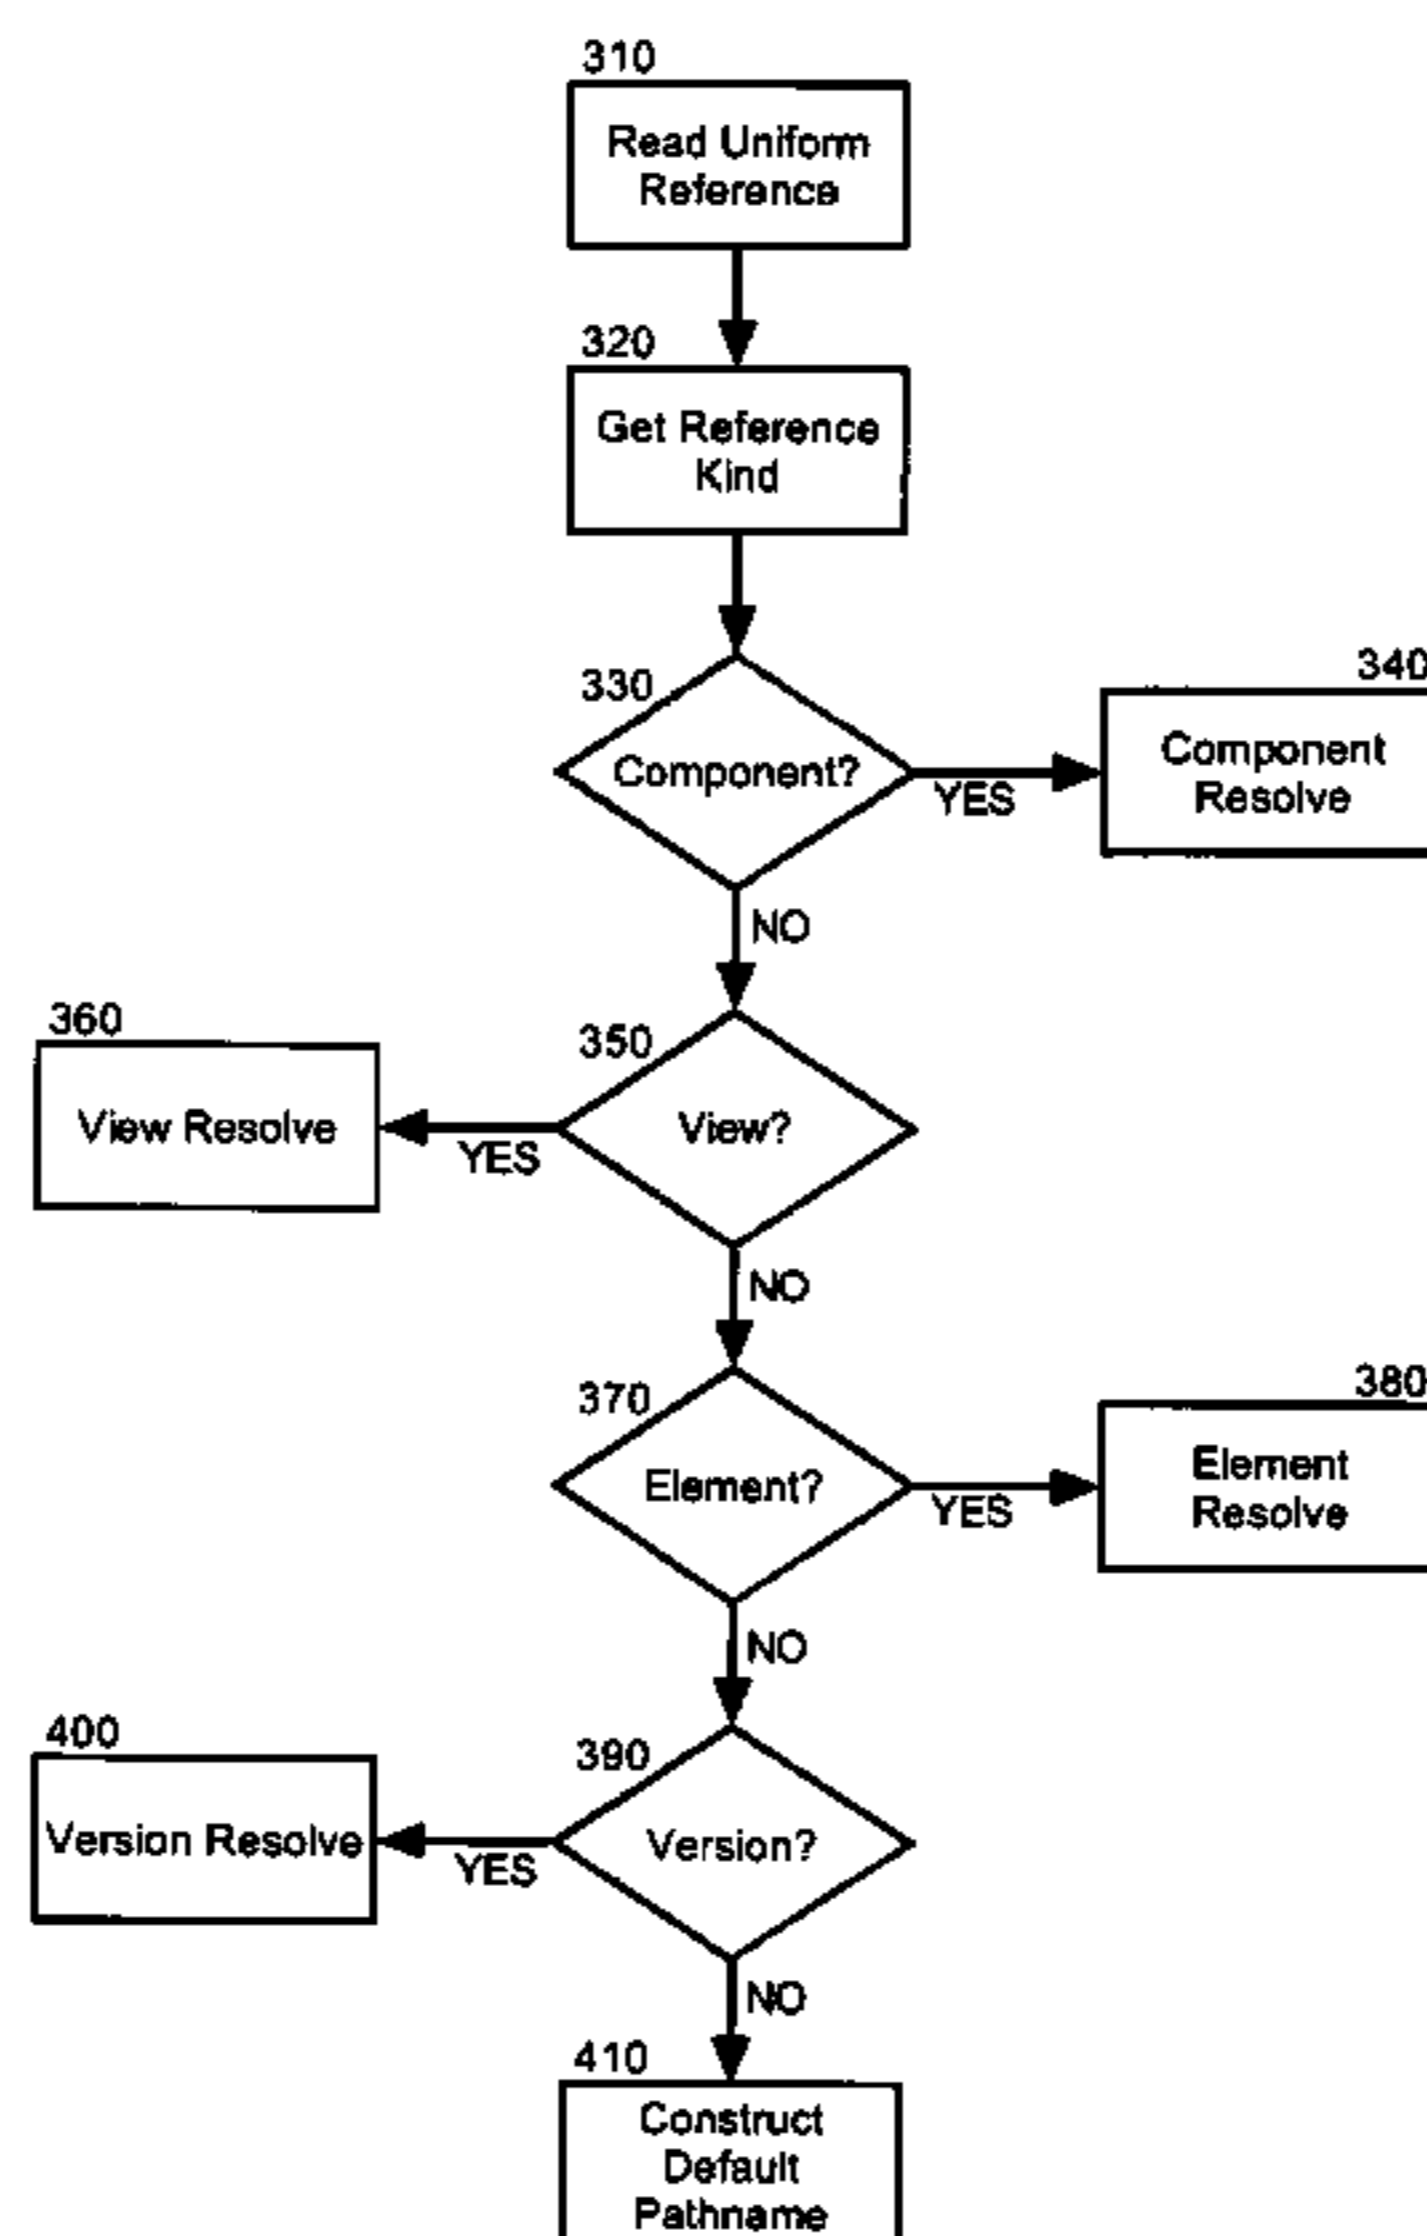 310
Read Uniform
Reference
320
Get Reference
Kind
330
Component?
YES
340
Component
Resolve
NO
360
View Resolve
YES
350
View?
NO
370
Element?
YES
380
Element
Resolve
NO
400
Version Resolve
YES
390
Version?
NO
410
Construct
Default
Pathname